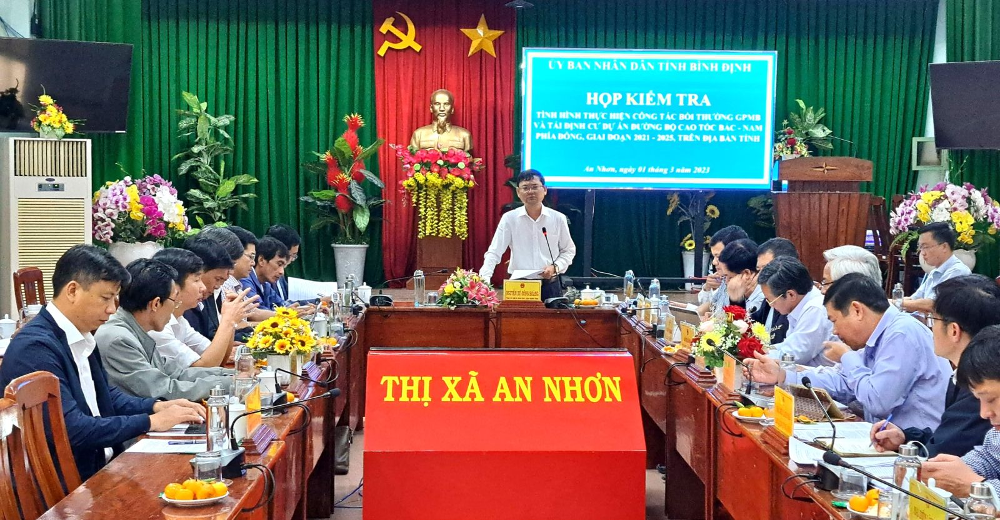 ỦY BAN NHÂN DÂN TỈNH BÌNH ĐỊNH
HỌP KIỂM TRA
TÌNH HÌNH THỰC HIỆN CÔNG TÁC BỒI THƯỜNG GPMB
VÀ TÁI ĐỊNH CƯ DỰ ÁN ĐƯỜNG BỘ CAO TỐC BẮC - NAM
PHÍA ĐÔNG, GIAI ĐOẠN 2021 - 2025, TRÊN ĐỊA BÀN TỈNH
An Nhơn, ngày 01 tháng 3 năm 2023
NGUYỄN TỰ CÔNG HOÀNG
THỊ XÃ AN NHƠN